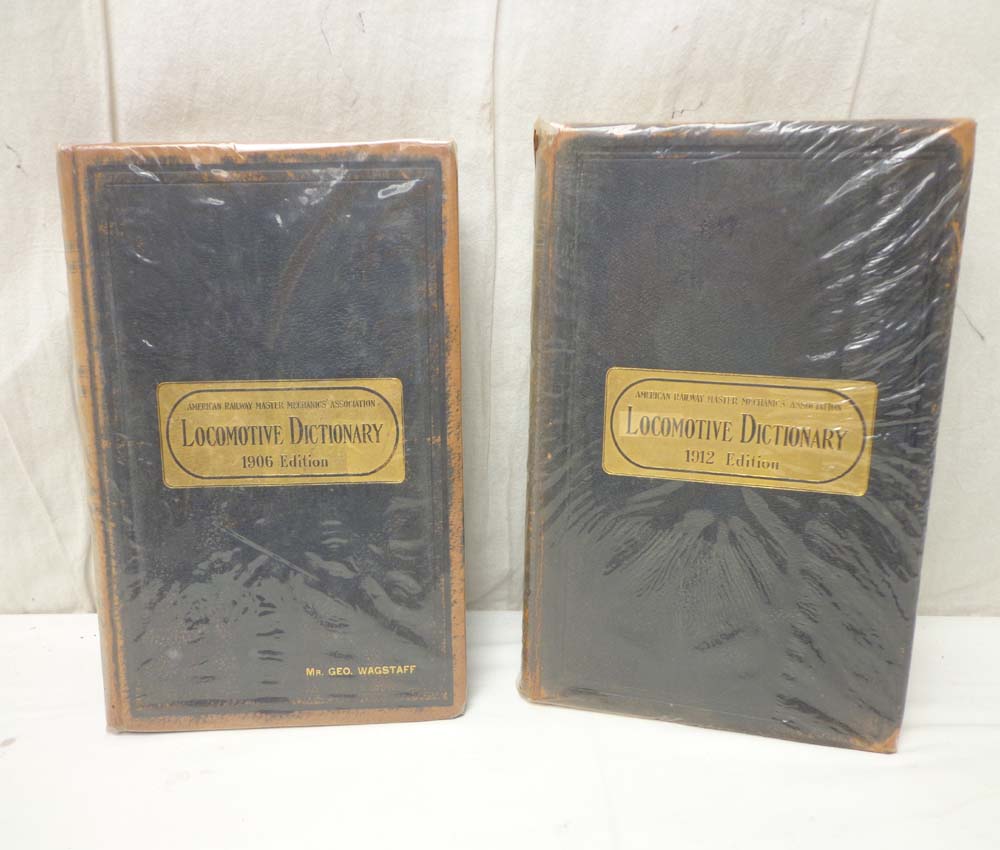 AMERICAN RAILWAY MASTER MECHANICS' ASSOCIATION
LOCOMOTIVE DICTIONARY
1906 Edition
MR. GEO. WAGSTAFF
AMERICAN RAILWAY MASTER MECHANICS' ASSOCIATION
LOCOMOTIVE DICTIONARY
1912 Edition